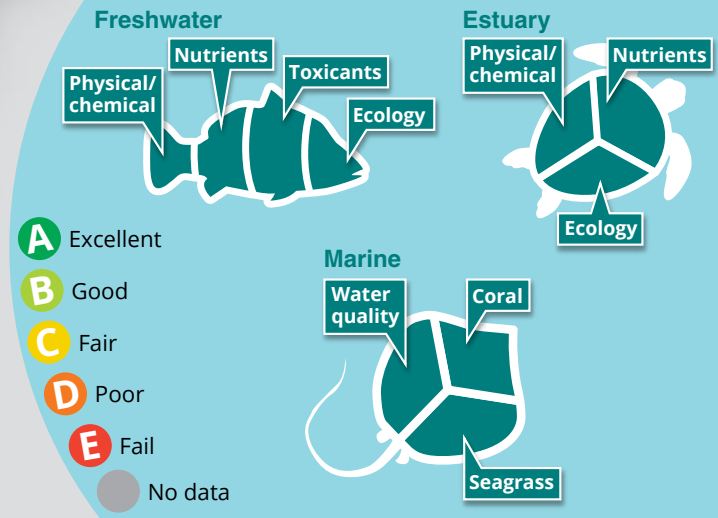 Freshwater
Physical/
chemical
Nutrients
Toxicants
Ecology
Estuary
Physical/
chemical
Nutrients
Ecology
Marine
Water
quality
Coral
Seagrass
A Excellent
B Good
C Fair
D Poor
E Fail
No data